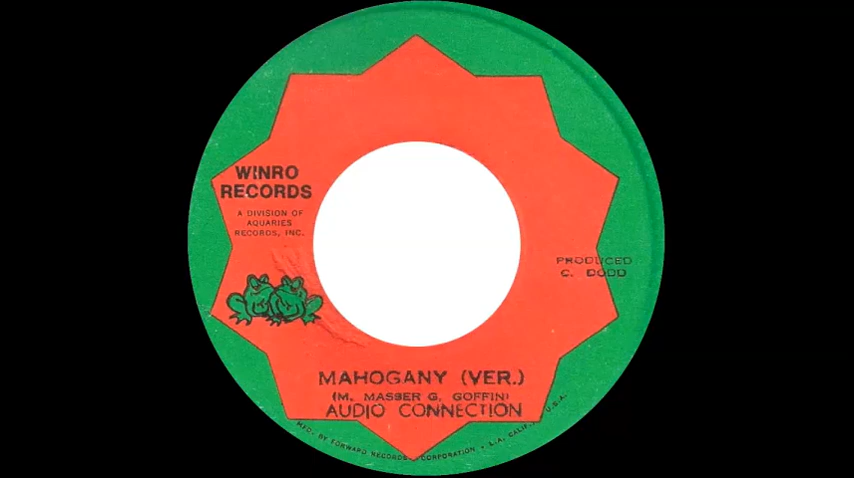 WINRO
RECORDS
A DIVISION OF
AQUARIES
RECORDS, INC.
PRODUCED
C. DODD
MAHOGANY (VER.)
(M. MASSER G. GOFFIN)
AUDIO CONNECTION
MFD. BY FORWARD RECORDS CORPORATION • L.A. CALIF., U.S.A.